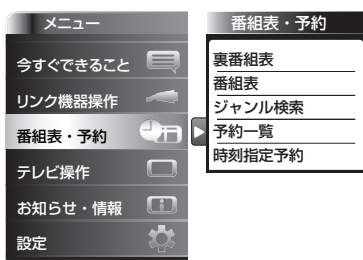 メニュー
今すぐできること
リンク機器操作
番組表・予約
テレビ操作
お知らせ・情報
設定
番組表・予約
裏番組表
番組表
ジャンル検索
予約一覧
時刻指定予約